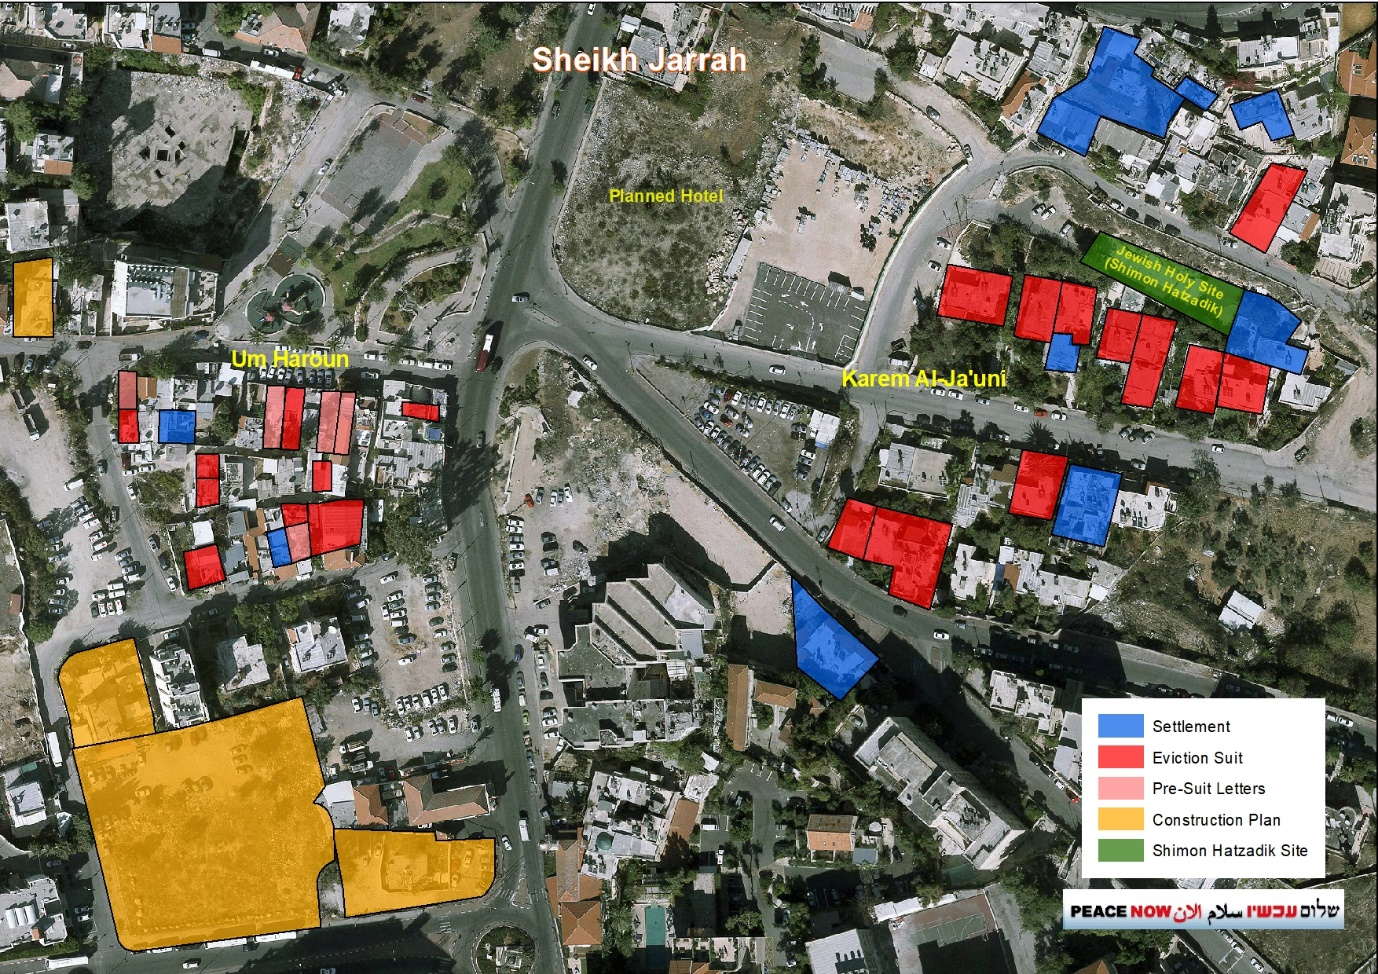 Sheikh Jarrah
Planned Hotel
Jewish Holy Site
(Shimon Hatzadik)
Um Haroun
Karem Al-Ja'uni
Settlement
Eviction Suit
Pre-Suit Letters
Construction Plan
Shimon Hatzadik Site
PEACE NOW سلام الان שלום עכשיו